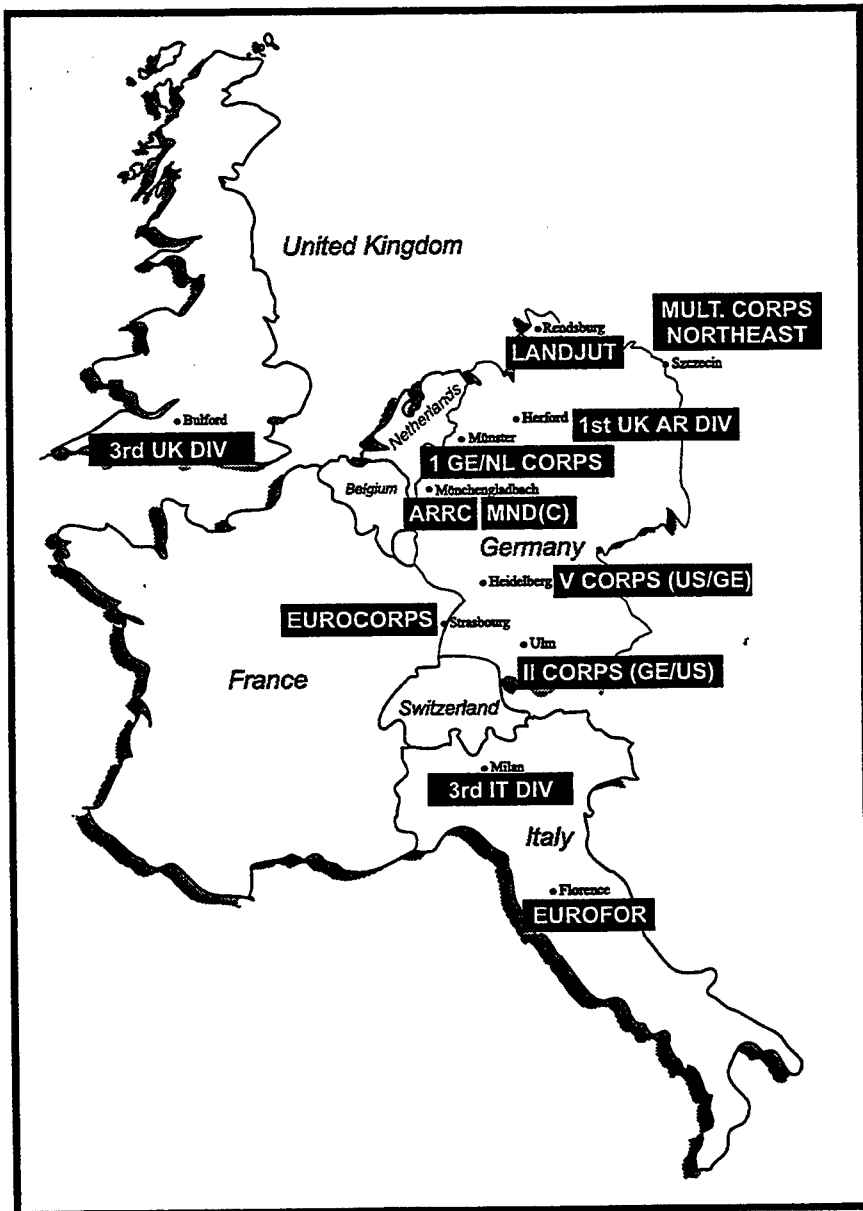 United Kingdom
MULT. CORPS
NORTHEAST
Rendsburg
LANDJUT
Szczecin
Netherlands
Herford
1st UK AR DIV
Bulford
3rd UK DIV
Münster
1 GE/NL CORPS
Belgium
Mönchengladbach
ARRC
MND(C)
Germany
Heidelberg
V CORPS (US/GE)
EUROCORPS
Strasbourg
Ulm
II CORPS (GE/US)
France
Switzerland
Milan
3rd IT DIV
Italy
Florence
EUROFOR